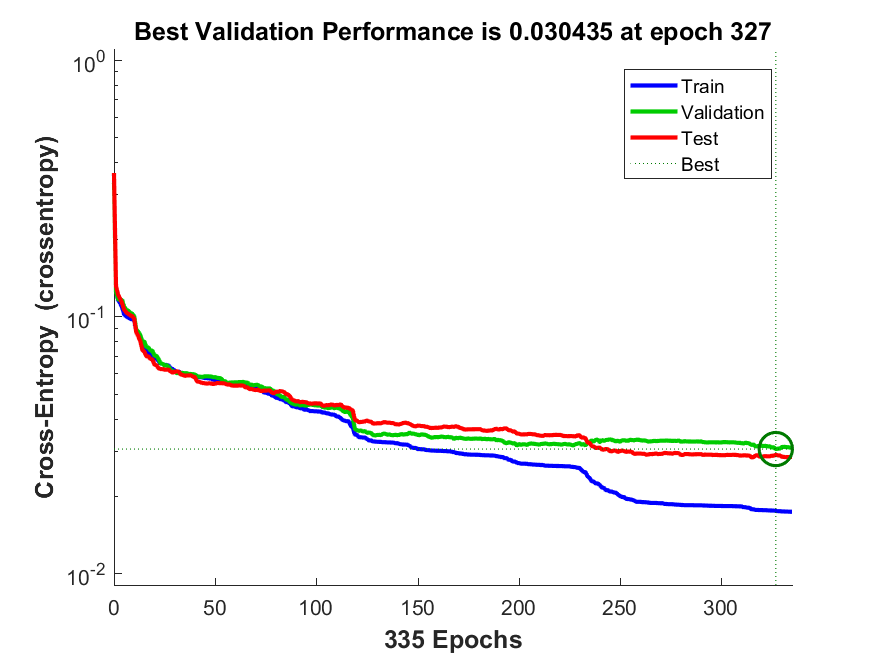 Best Validation Performance is 0.030435 at epoch 327
Train
Validation
Test
Best
Cross-Entropy  (crossentropy)
10^0
10^-1
10^-2
0 50 100 150 200 250 300
335 Epochs